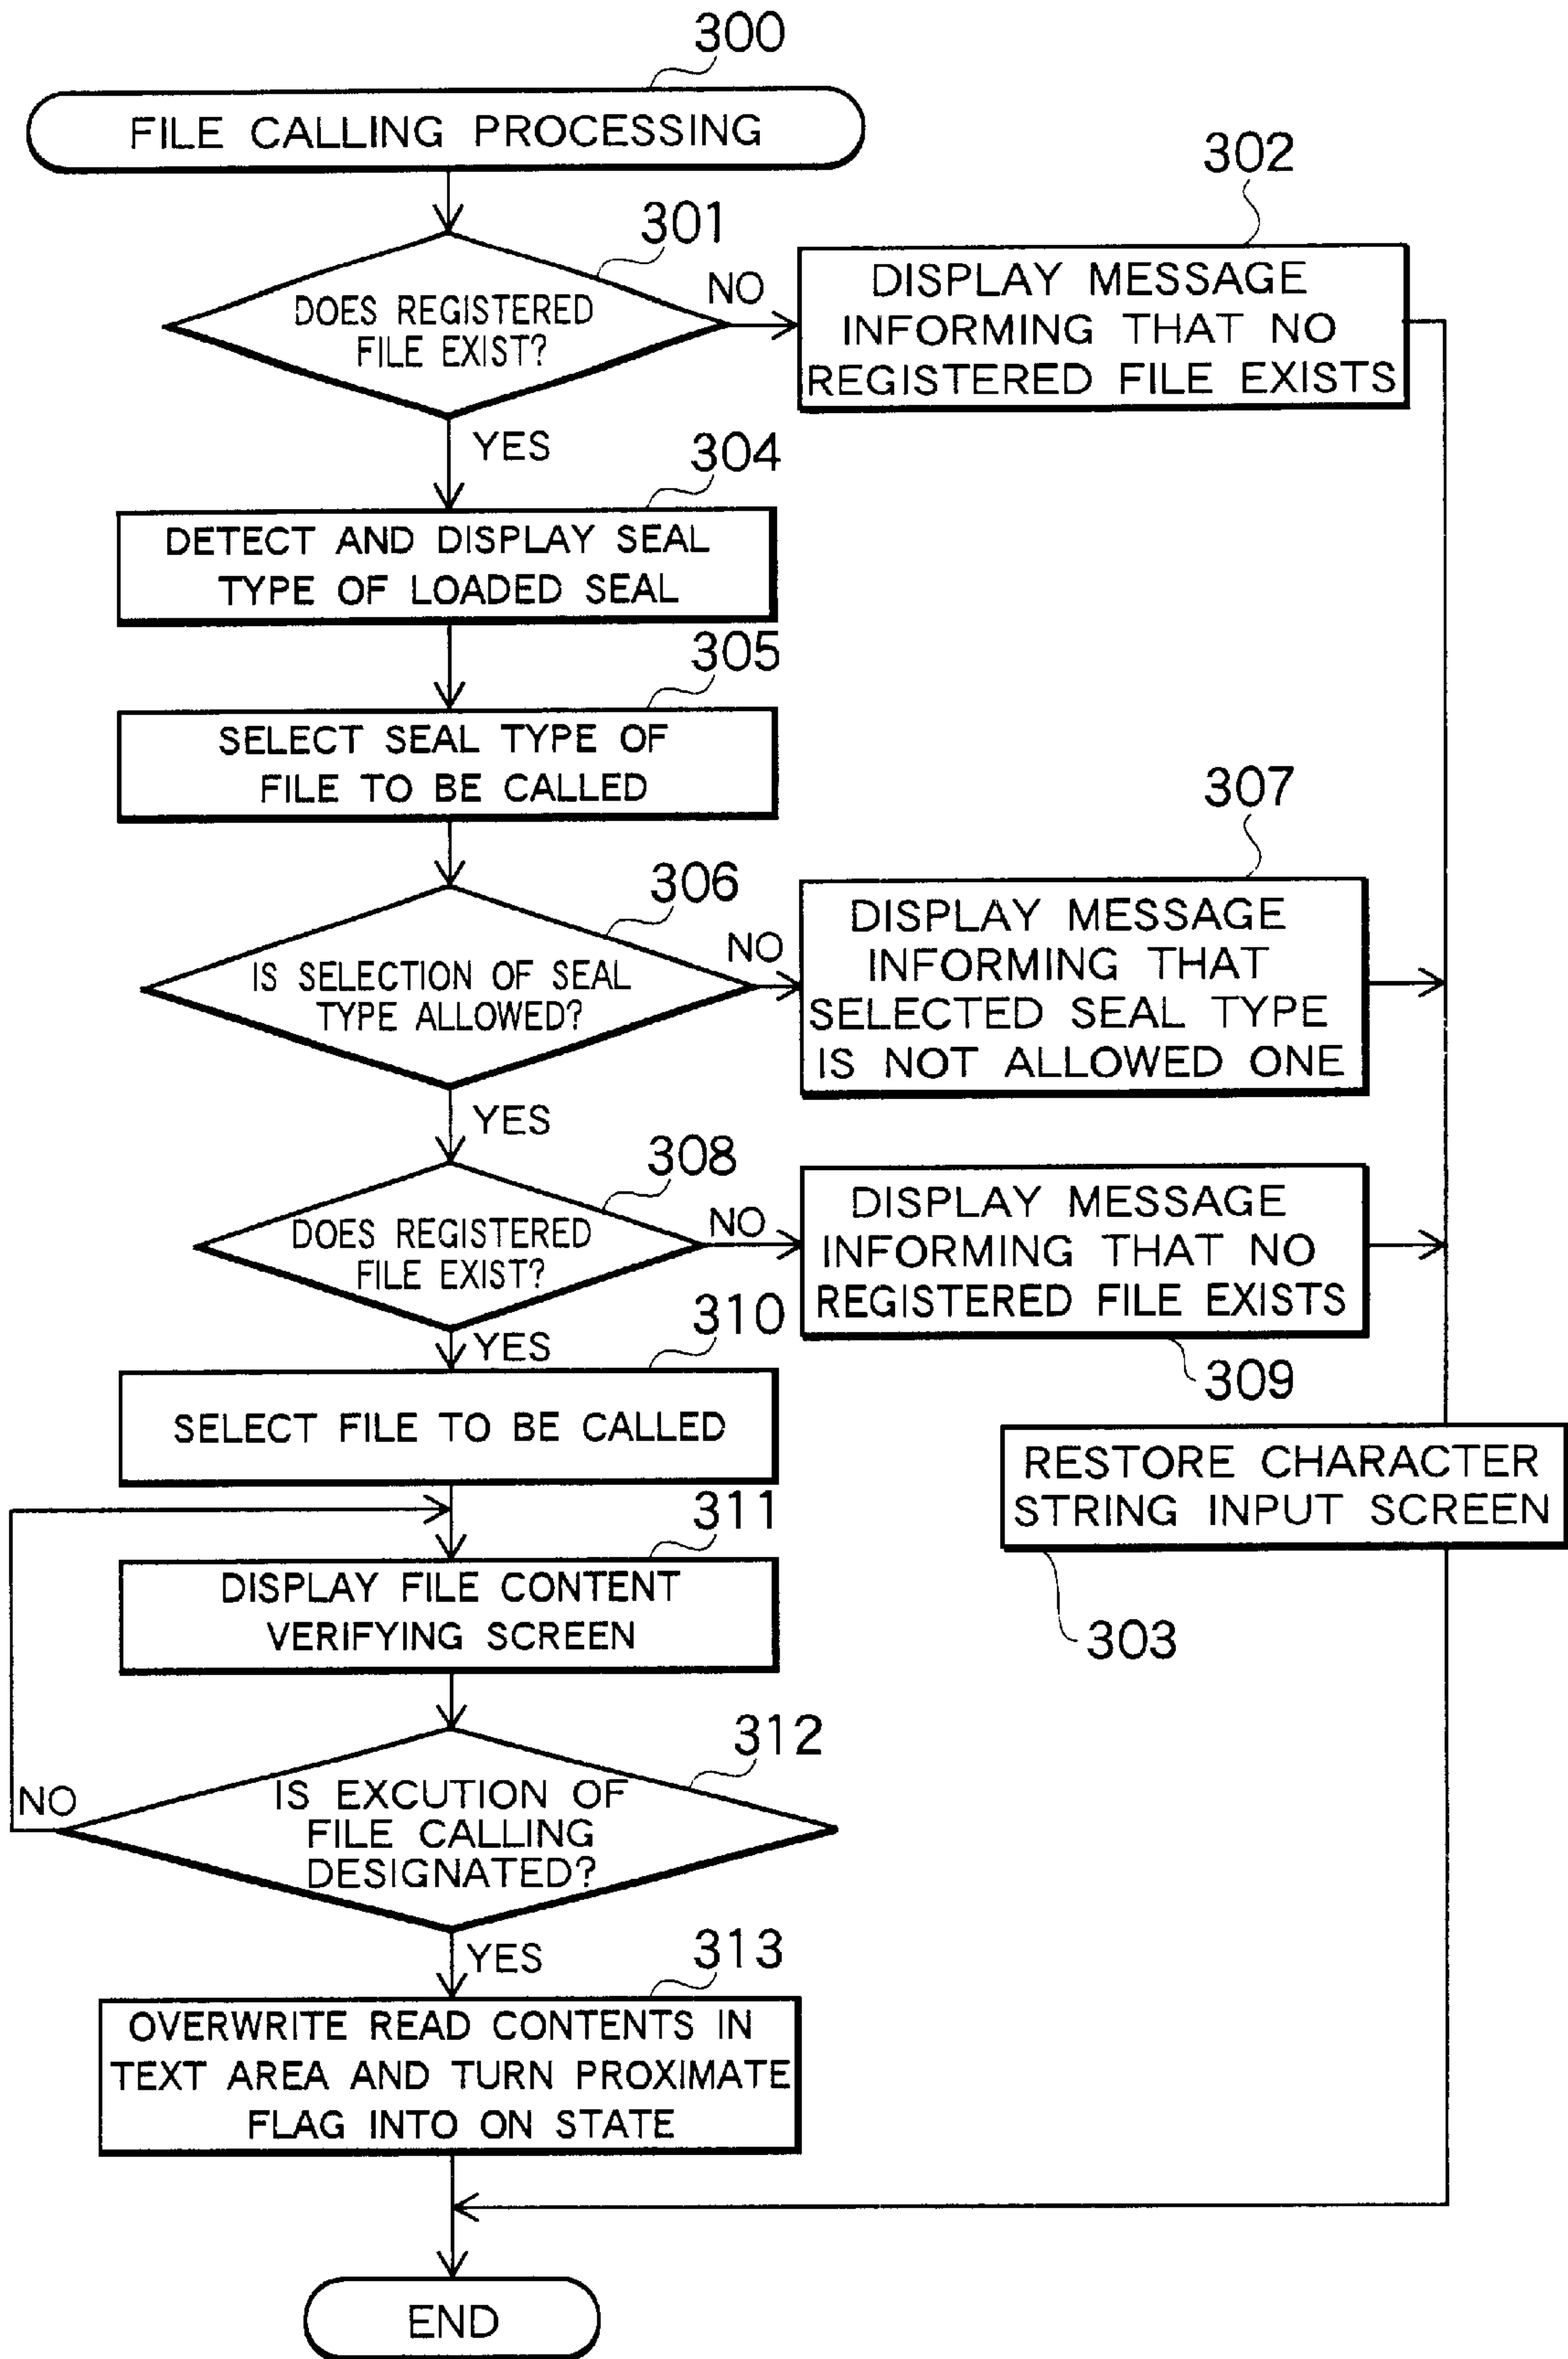 300
FILE CALLING PROCESSING
301
302
DOES REGISTERED
FILE EXIST?
NO
DISPLAY MESSAGE
INFORMING THAT NO
REGISTERED FILE EXISTS
YES
304
DETECT AND DISPLAY SEAL
TYPE OF LOADED SEAL
305
SELECT SEAL TYPE OF
FILE TO BE CALLED
306
307
IS SELECTION OF SEAL
TYPE ALLOWED?
NO
DISPLAY MESSAGE
INFORMING THAT
SELECTED SEAL TYPE
IS NOT ALLOWED ONE
YES
308
DOES REGISTERED
FILE EXIST?
NO
DISPLAY MESSAGE
INFORMING THAT NO
REGISTERED FILE EXISTS
309
YES
310
SELECT FILE TO BE CALLED
RESTORE CHARACTER
STRING INPUT SCREEN
303
311
DISPLAY FILE CONTENT
VERIFYING SCREEN
312
IS EXCUTION OF
FILE CALLING
DESIGNATED?
NO
YES
313
OVERWRITE READ CONTENTS IN
TEXT AREA AND TURN PROXIMATE
FLAG INTO ON STATE
END